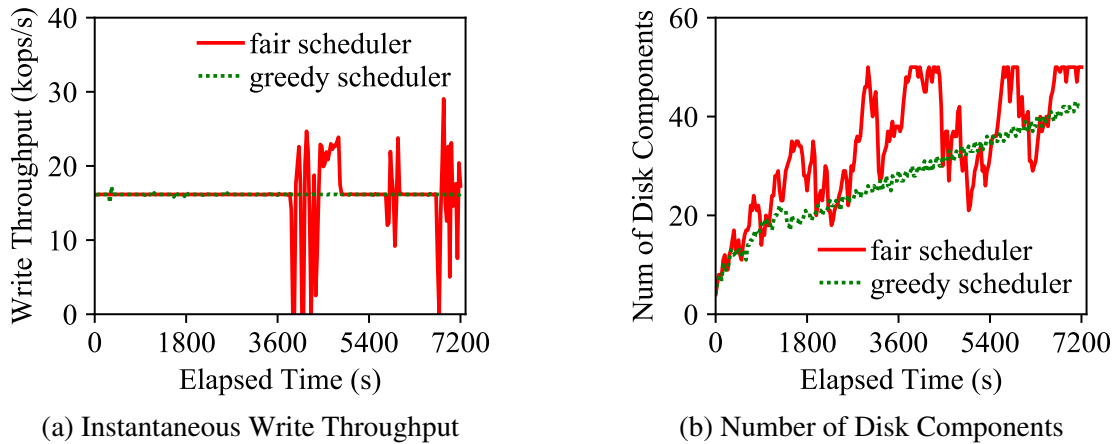 40
30
20
10
0
Write Throughput (kops/s)
fair scheduler
greedy scheduler
0 1800 3600 5400 7200
Elapsed Time (s)
(a) Instantaneous Write Throughput
60
40
20
0
Num of Disk Components
fair scheduler
greedy scheduler
0 1800 3600 5400 7200
Elapsed Time (s)
(b) Number of Disk Components